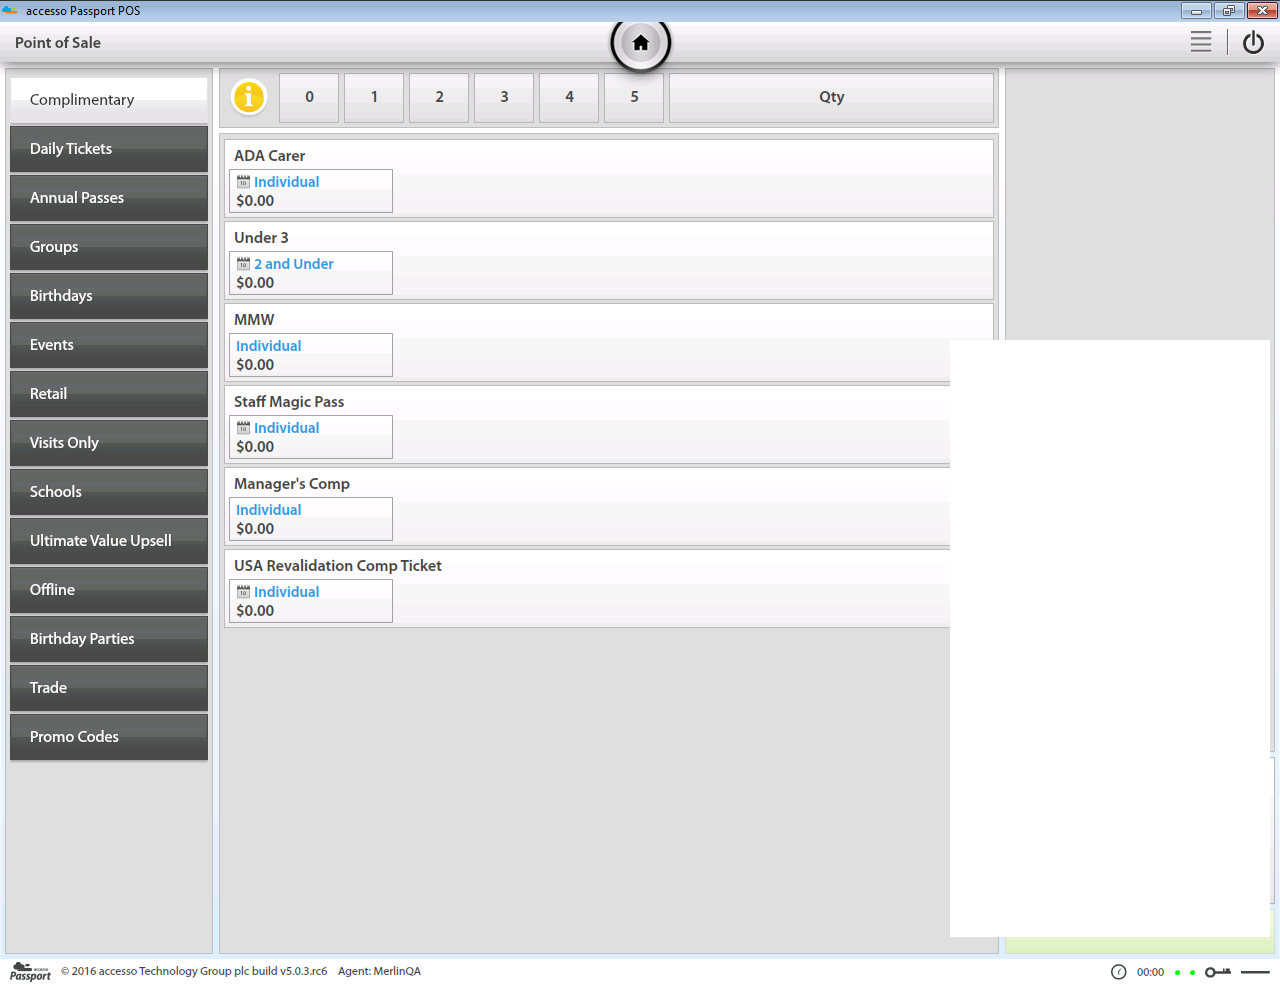 accesso Passport POS
Point of Sale
Complimentary
Daily Tickets
Annual Passes
Groups
Birthdays
Events
Retail
Visits Only
Schools
Ultimate Value Upsell
Offline
Birthday Parties
Trade
Promo Codes
0 1 2 3 4 5 Qty
ADA Carer
Individual
$0.00
Under 3
2 and Under
$0.00
MMW
Individual
$0.00
Staff Magic Pass
Individual
$0.00
Manager's Comp
Individual
$0.00
USA Revalidation Comp Ticket
Individual
$0.00
accesso
Passport
© 2016 accesso Technology Group plc build v5.0.3.rc6 Agent: MerlinQA
00:00